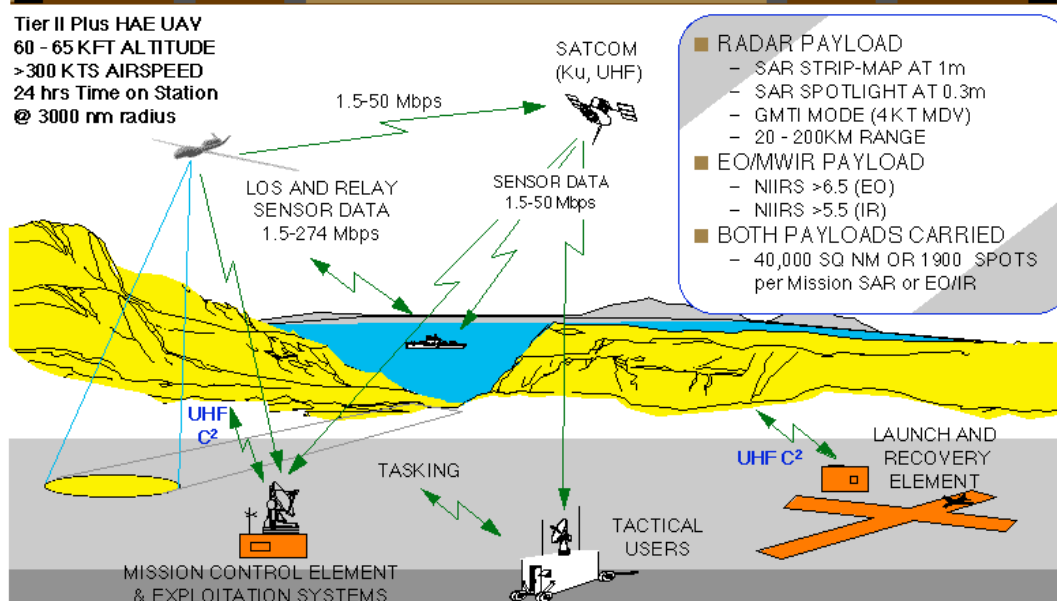 Tier II Plus HAE UAV
60 - 65 KFT ALTITUDE
>300 KTS AIRSPEED
24 hrs Time on Station
@ 3000 nm radius
SATCOM
(Ku, UHF)
1.5-50 Mbps
■ RADAR PAYLOAD
– SAR STRIP-MAP AT 1m
– SAR SPOTLIGHT AT 0.3m
– GMTI MODE (4 KT MDV)
– 20 - 200KM RANGE
■ EO/MWIR PAYLOAD
– NIIRS >6.5 (EO)
– NIIRS >5.5 (IR)
■ BOTH PAYLOADS CARRIED
– 40,000 SQ NM OR 1900 SPOTS
per Mission SAR or EO/IR
LOS AND RELAY
SENSOR DATA
1.5-274 Mbps
SENSOR DATA
1.5-50 Mbps
UHF
C²
TASKING
UHF C²
LAUNCH AND
RECOVERY
ELEMENT
TACTICAL
USERS
MISSION CONTROL ELEMENT
& EXPLOITATION SYSTEMS